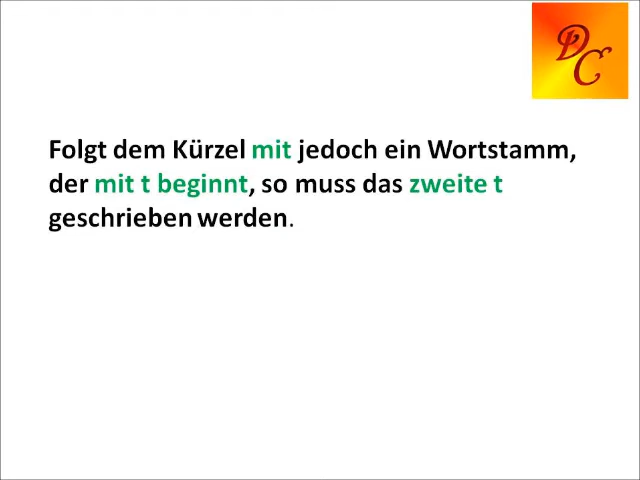 DC
Folgt dem Kürzel mit jedoch ein Wortstamm,
der mit t beginnt, so muss das zweite t
geschrieben werden.